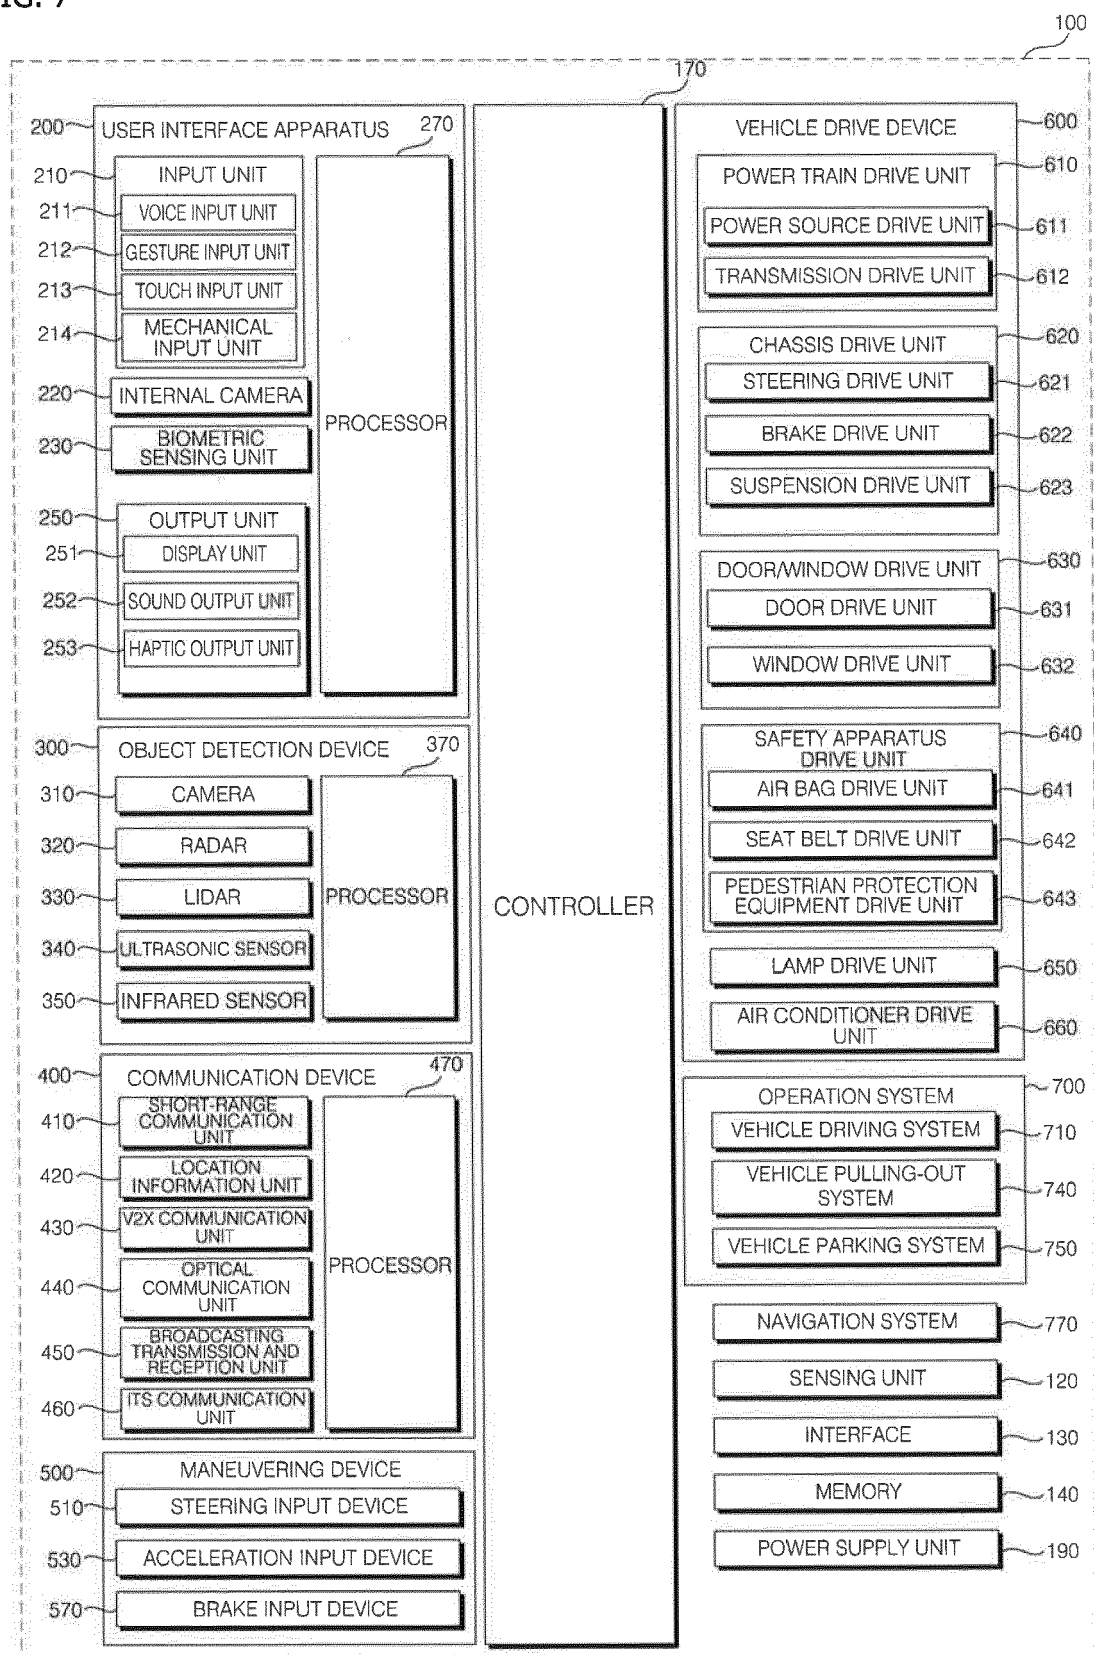 FIG. 7
100
170
200
USER INTERFACE APPARATUS
270
210
INPUT UNIT
211
VOICE INPUT UNIT
212
GESTURE INPUT UNIT
213
TOUCH INPUT UNIT
214
MECHANICAL
INPUT UNIT
220
INTERNAL CAMERA
230
BIOMETRIC
SENSING UNIT
PROCESSOR
250
OUTPUT UNIT
251
DISPLAY UNIT
252
SOUND OUTPUT UNIT
253
HAPTIC OUTPUT UNIT
300
OBJECT DETECTION DEVICE
370
310
CAMERA
320
RADAR
330
LIDAR
340
ULTRASONIC SENSOR
350
INFRARED SENSOR
PROCESSOR
400
COMMUNICATION DEVICE
470
410
SHORT-RANGE
COMMUNICATION
UNIT
420
LOCATION
INFORMATION UNIT
430
V2X COMMUNICATION
UNIT
440
OPTICAL
COMMUNICATION
UNIT
450
BROADCASTING
TRANSMISSION AND
RECEPTION UNIT
460
ITS COMMUNICATION
UNIT
PROCESSOR
500
MANEUVERING DEVICE
510
STEERING INPUT DEVICE
530
ACCELERATION INPUT DEVICE
570
BRAKE INPUT DEVICE
CONTROLLER
VEHICLE DRIVE DEVICE
600
POWER TRAIN DRIVE UNIT
610
POWER SOURCE DRIVE UNIT
611
TRANSMISSION DRIVE UNIT
612
CHASSIS DRIVE UNIT
620
STEERING DRIVE UNIT
621
BRAKE DRIVE UNIT
622
SUSPENSION DRIVE UNIT
623
DOOR/WINDOW DRIVE UNIT
630
DOOR DRIVE UNIT
631
WINDOW DRIVE UNIT
632
SAFETY APPARATUS
DRIVE UNIT
640
AIR BAG DRIVE UNIT
641
SEAT BELT DRIVE UNIT
642
PEDESTRIAN PROTECTION
EQUIPMENT DRIVE UNIT
643
LAMP DRIVE UNIT
650
AIR CONDITIONER DRIVE
UNIT
660
OPERATION SYSTEM
700
VEHICLE DRIVING SYSTEM
710
VEHICLE PULLING-OUT
SYSTEM
740
VEHICLE PARKING SYSTEM
750
NAVIGATION SYSTEM
770
SENSING UNIT
120
INTERFACE
130
MEMORY
140
POWER SUPPLY UNIT
190